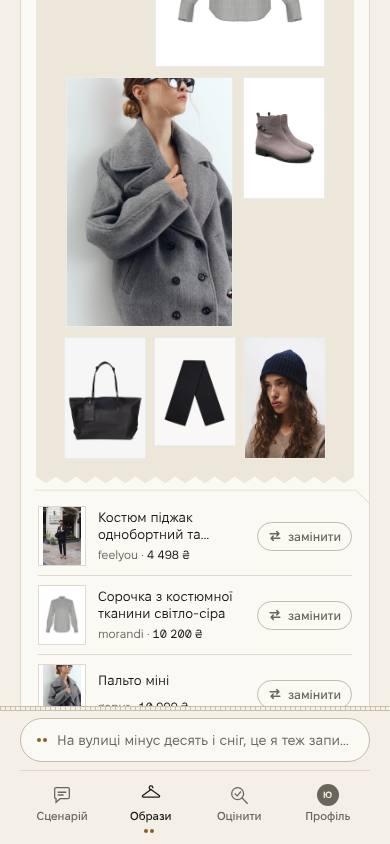 Костюм піджак
однобортний та...
feelyou · 4 498 ₴
замінити
Сорочка з костюмної
тканини світло-сіра
morandi · 10 200 ₴
замінити
Пальто міні
замінити
На вулиці мінус десять і сніг, це я теж запи...
Сценарій
Образи
Оцінити
Ю
Профіль